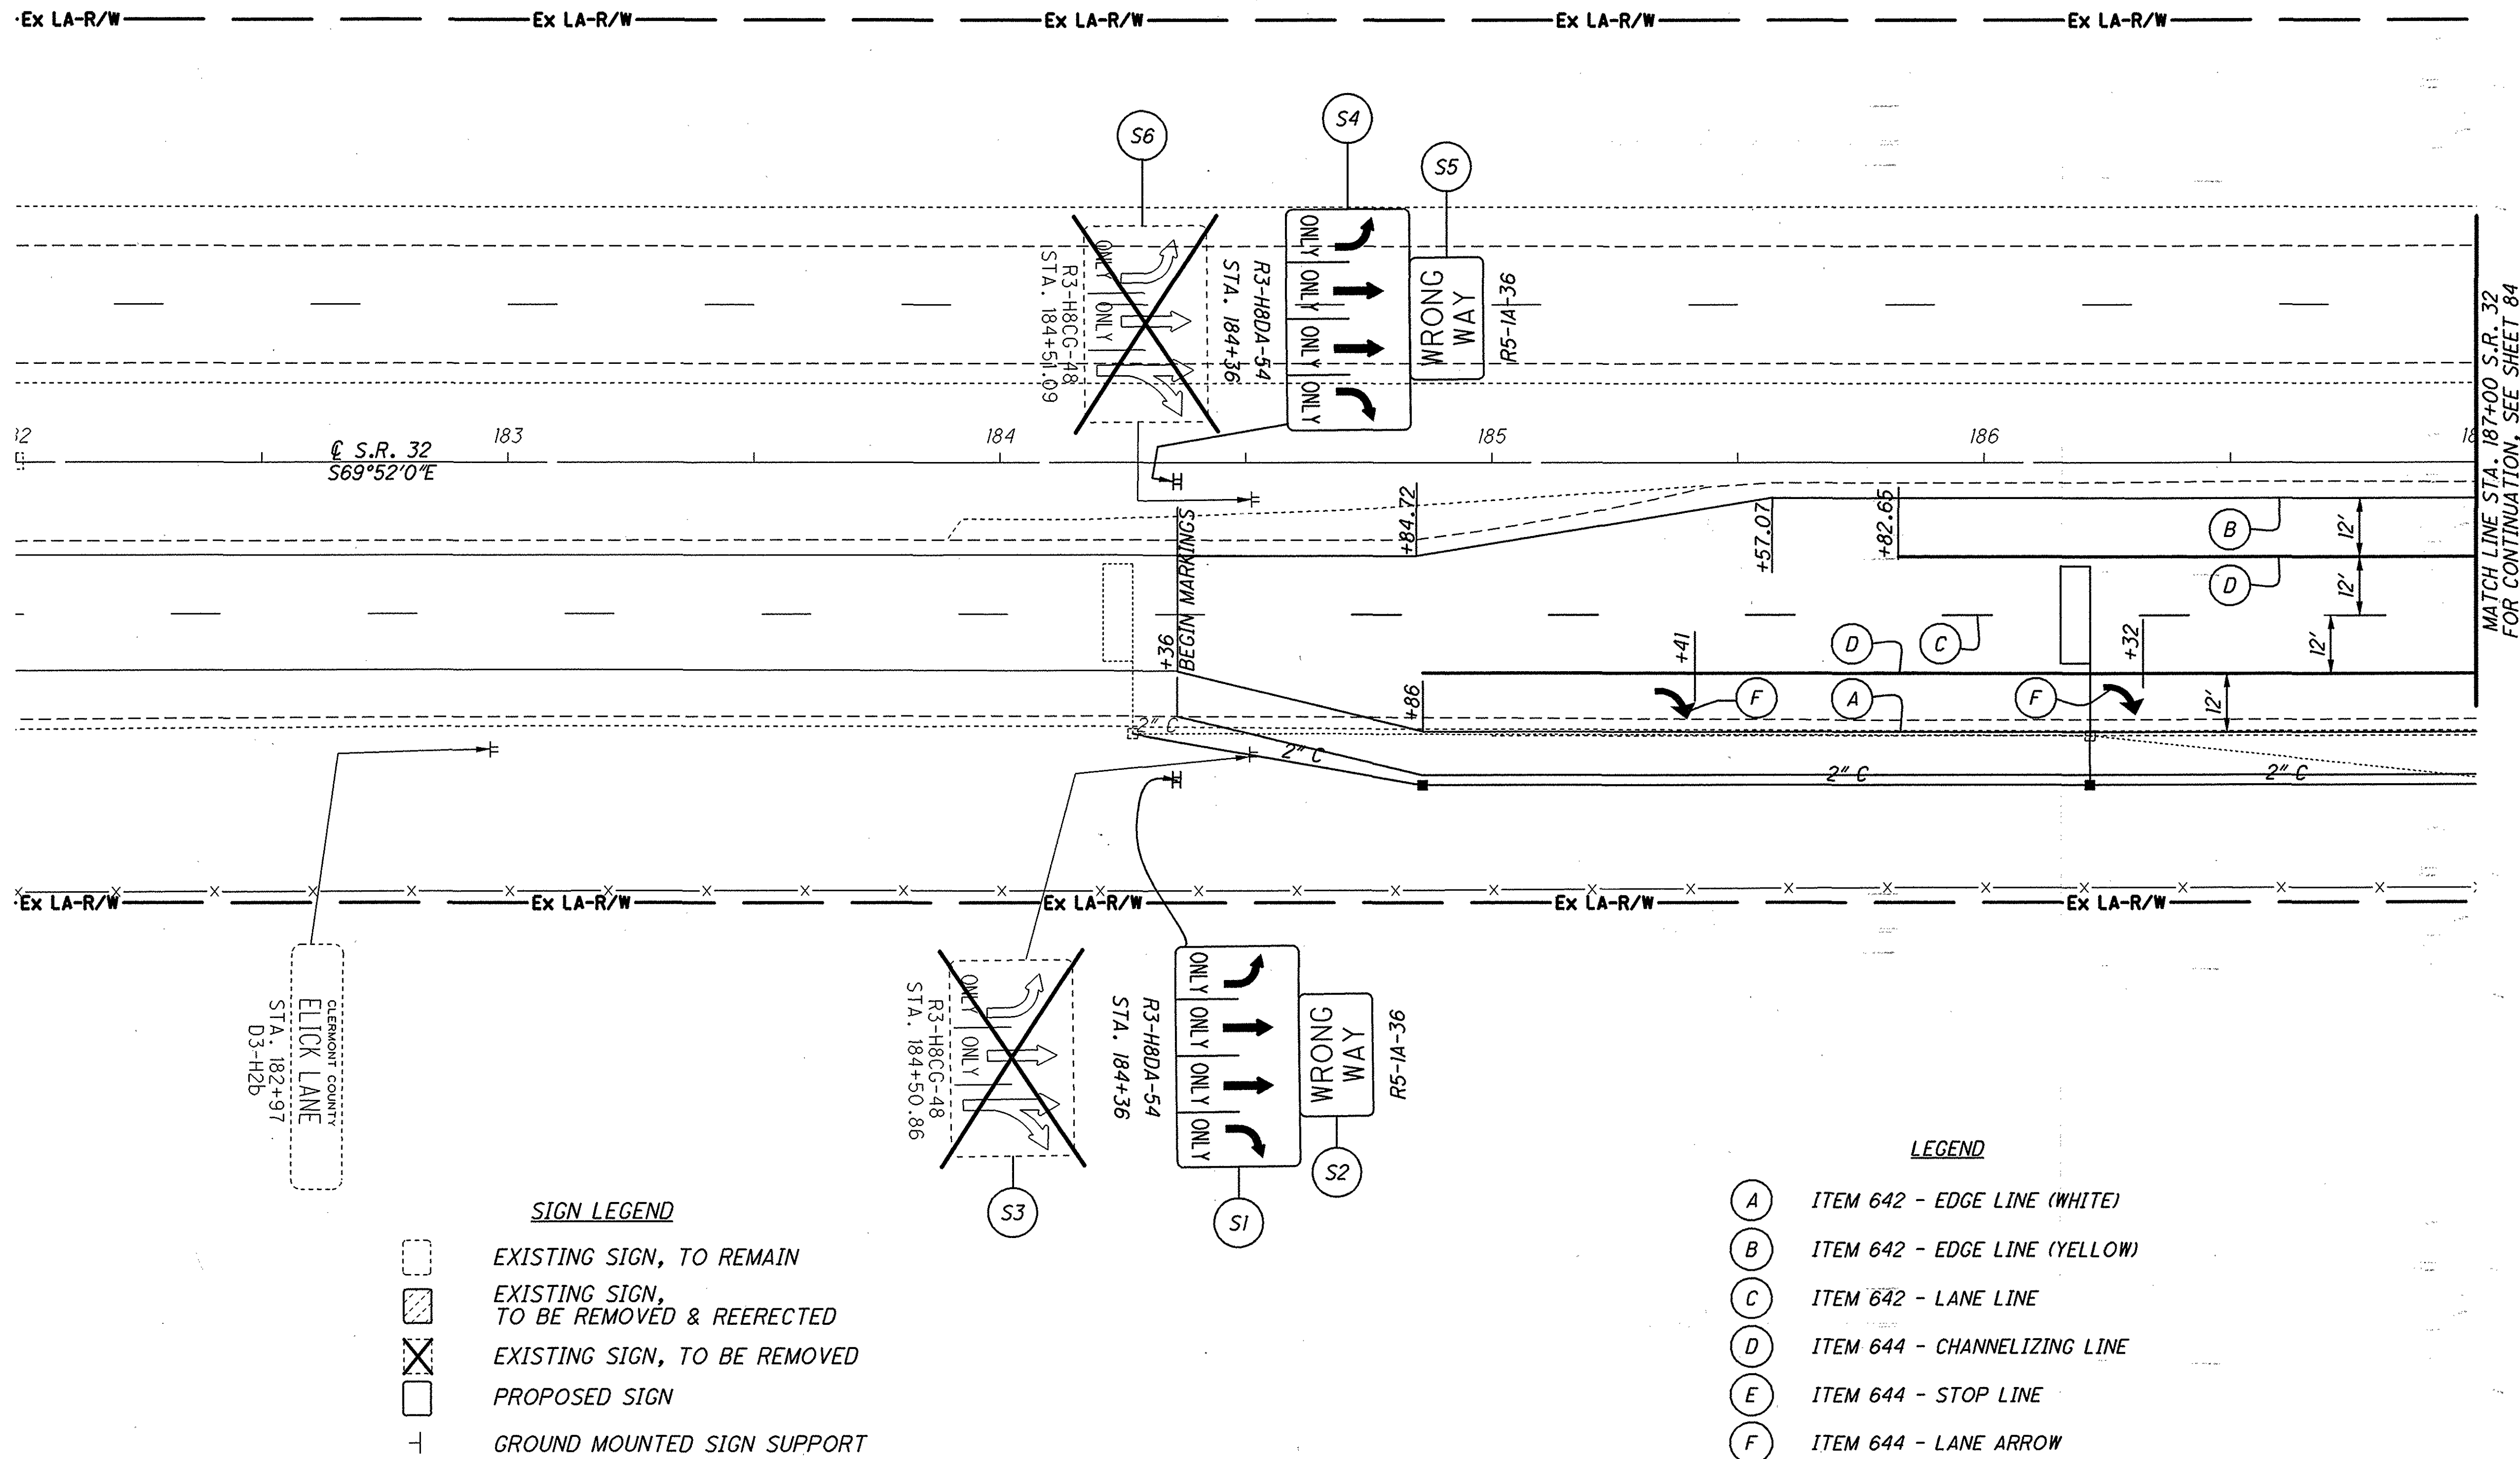 Ex LA-R/W Ex LA-R/W Ex LA-R/W Ex LA-R/W Ex LA-R/W
S6
S4
S5
ONLY
ONLY
R3-H8CG-48
STA. 184+51.09
ONLY
ONLY
ONLY
ONLY
R3-H8DA-54
STA. 184+36
WRONG
WAY
R5-1A-36
MATCH LINE STA. 187+00 S.R. 32
FOR CONTINUATION, SEE SHEET 84
183 184 185 186
℄ S.R. 32
S69°52'0"E
+36
BEGIN MARKINGS
+84.72
+57.07
+82.65
B
12'
D
12'
+41
D
C
+32
12'
+86
F
A
F
12'
2" C
2" C
2" C
2" C
Ex LA-R/W Ex LA-R/W Ex LA-R/W Ex LA-R/W Ex LA-R/W
CLERMONT COUNTY
ELICK LANE
STA. 182+97
D3-H2b
ONLY
ONLY
R3-H8CG-48
STA. 184+50.86
S3
ONLY
ONLY
ONLY
ONLY
R3-H8DA-54
STA. 184+36
S1
WRONG
WAY
R5-1A-36
S2
SIGN LEGEND
EXISTING SIGN, TO REMAIN
EXISTING SIGN,
TO BE REMOVED & REERECTED
EXISTING SIGN, TO BE REMOVED
PROPOSED SIGN
GROUND MOUNTED SIGN SUPPORT
LEGEND
A ITEM 642 - EDGE LINE (WHITE)
B ITEM 642 - EDGE LINE (YELLOW)
C ITEM 642 - LANE LINE
D ITEM 644 - CHANNELIZING LINE
E ITEM 644 - STOP LINE
F ITEM 644 - LANE ARROW